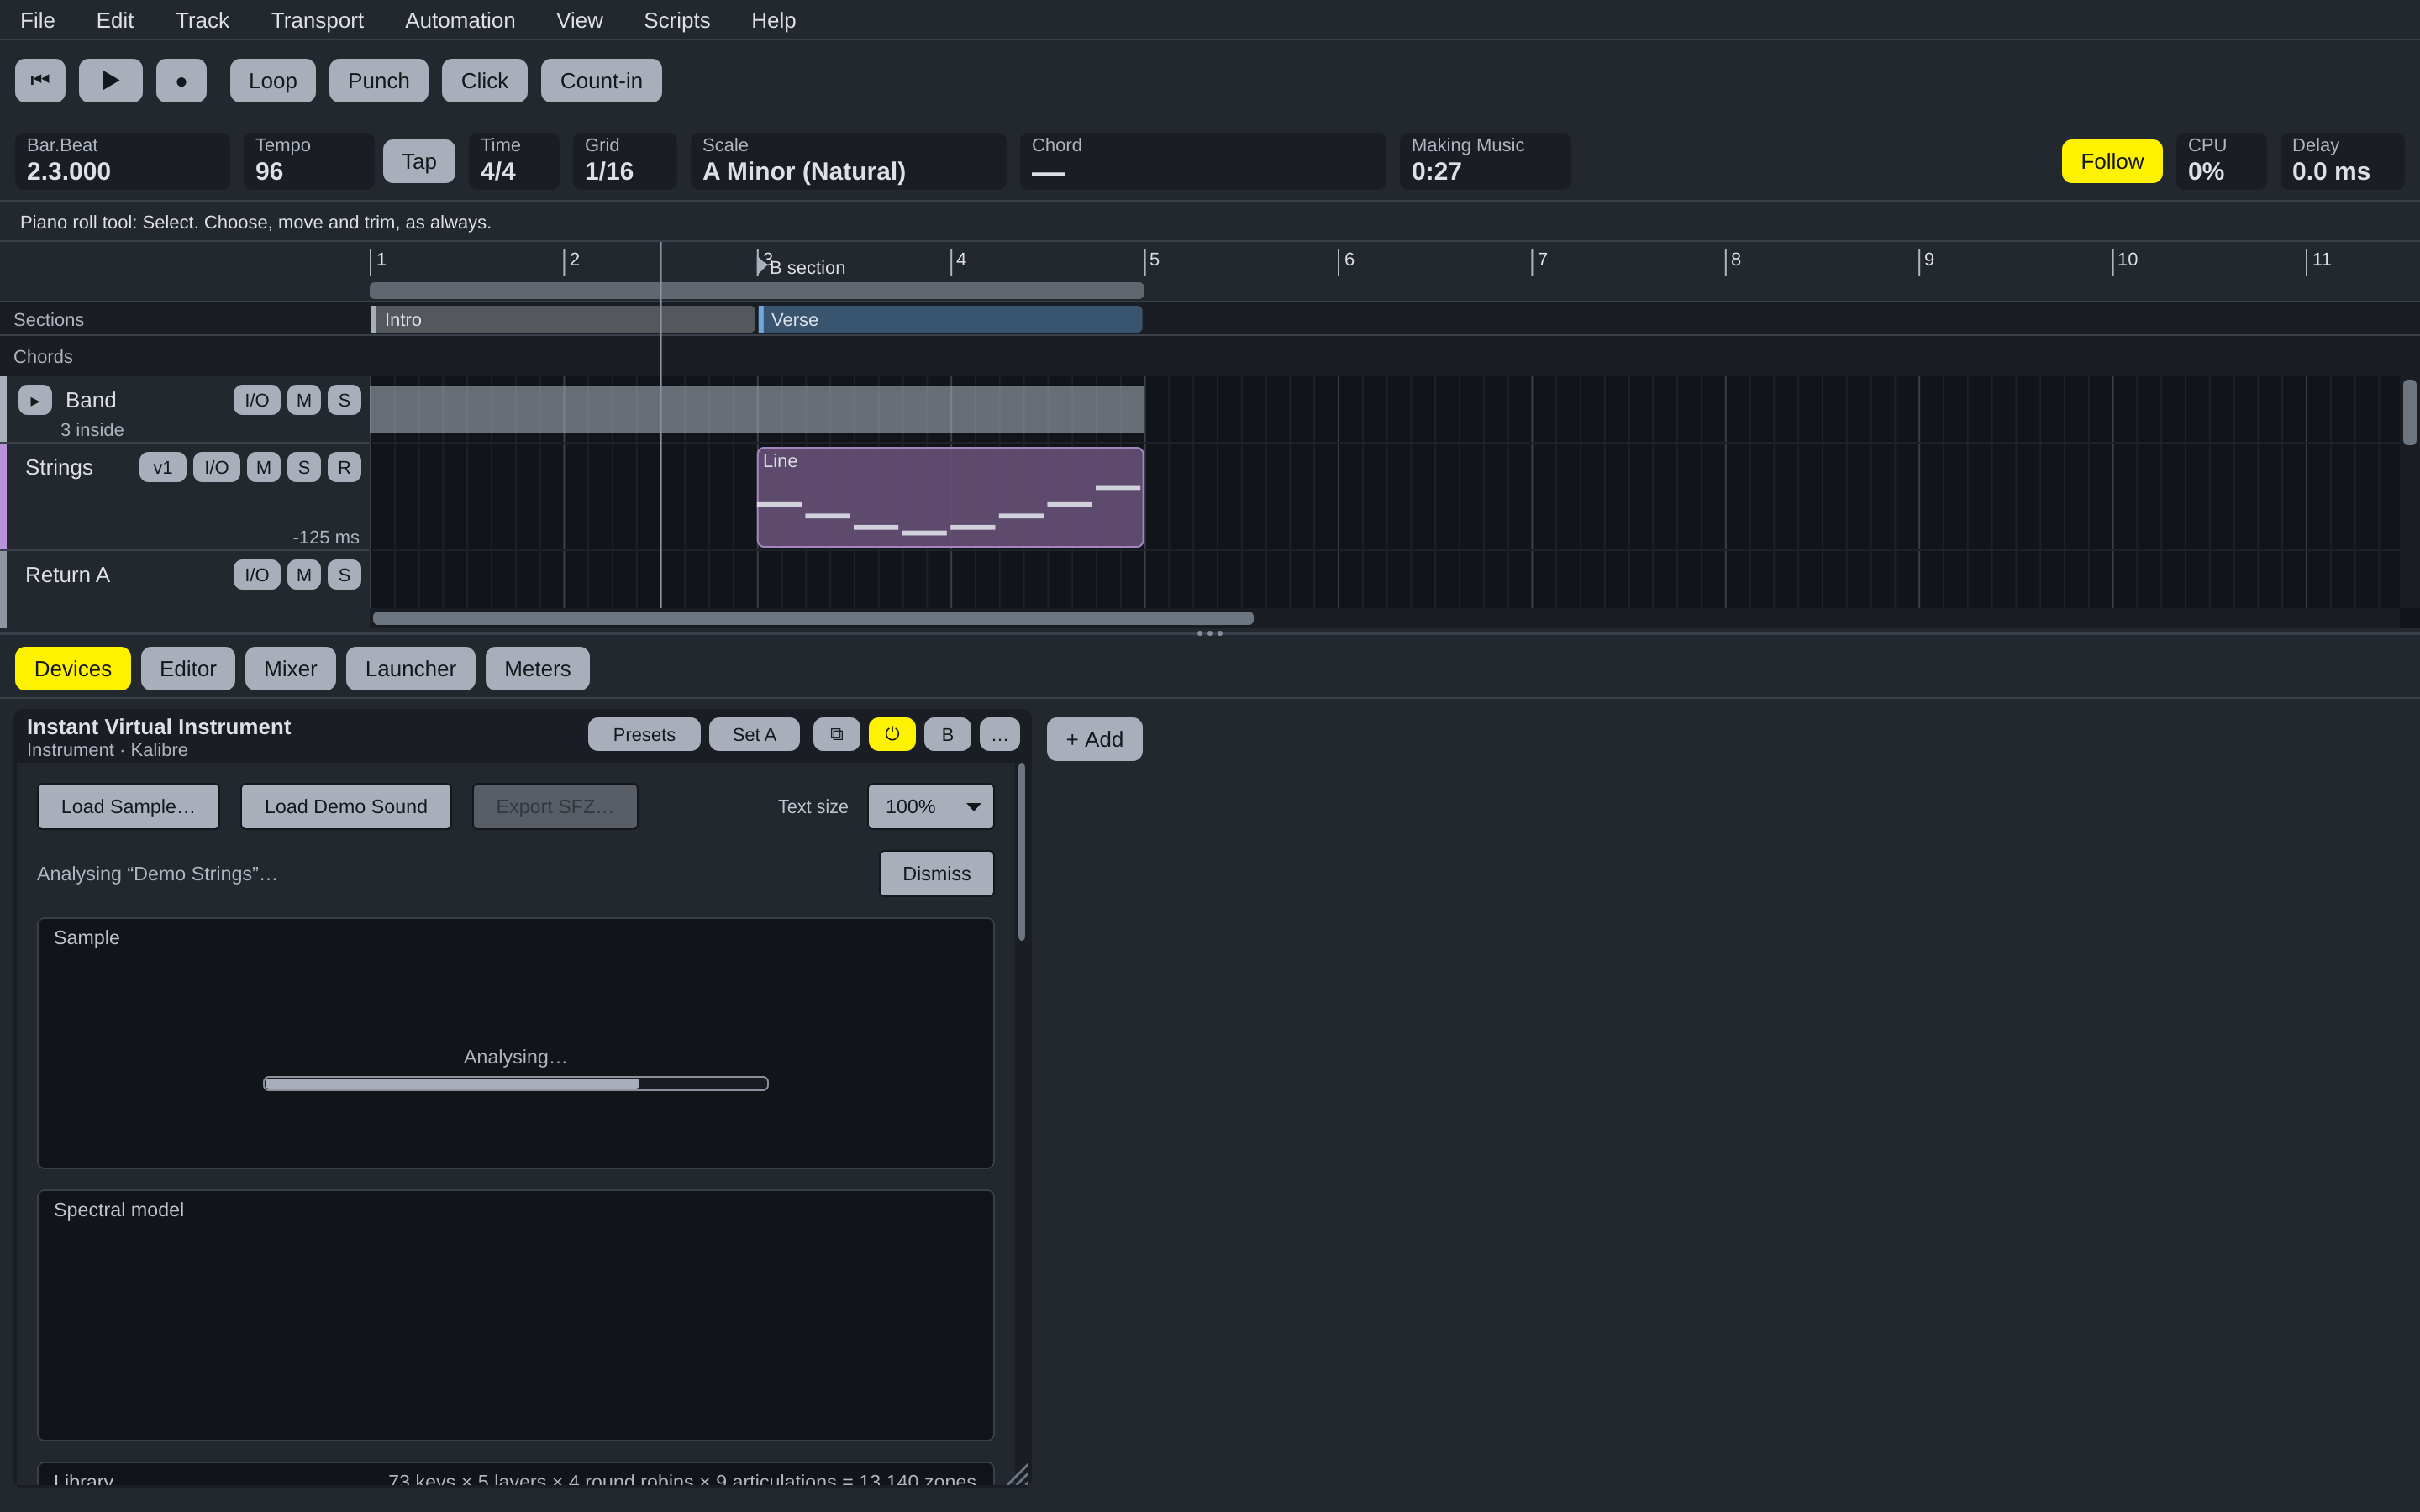 File Edit Track Transport Automation View Scripts Help
Loop Punch Click Count-in
Bar.Beat Tempo Time Grid Scale Chord Making Music CPU Delay
2.3.000 96 Tap 4/4 1/16 A Minor (Natural) — 0:27 Follow 0% 0.0 ms
Piano roll tool: Select. Choose, move and trim, as always.
1 2 3 B section 4 5 6 7 8 9 10 11
Sections Intro Verse
Chords
Band I/O M S
3 inside
Strings v1 I/O M S R
Line
-125 ms
Return A I/O M S
Devices Editor Mixer Launcher Meters
Instant Virtual Instrument Presets Set A B …
Instrument · Kalibre
+ Add
Load Sample… Load Demo Sound Export SFZ… Text size 100%
Analysing “Demo Strings”… Dismiss
Sample
Analysing…
Spectral model
Library 73 keys × 5 layers × 4 round robins × 9 articulations = 13 140 zones